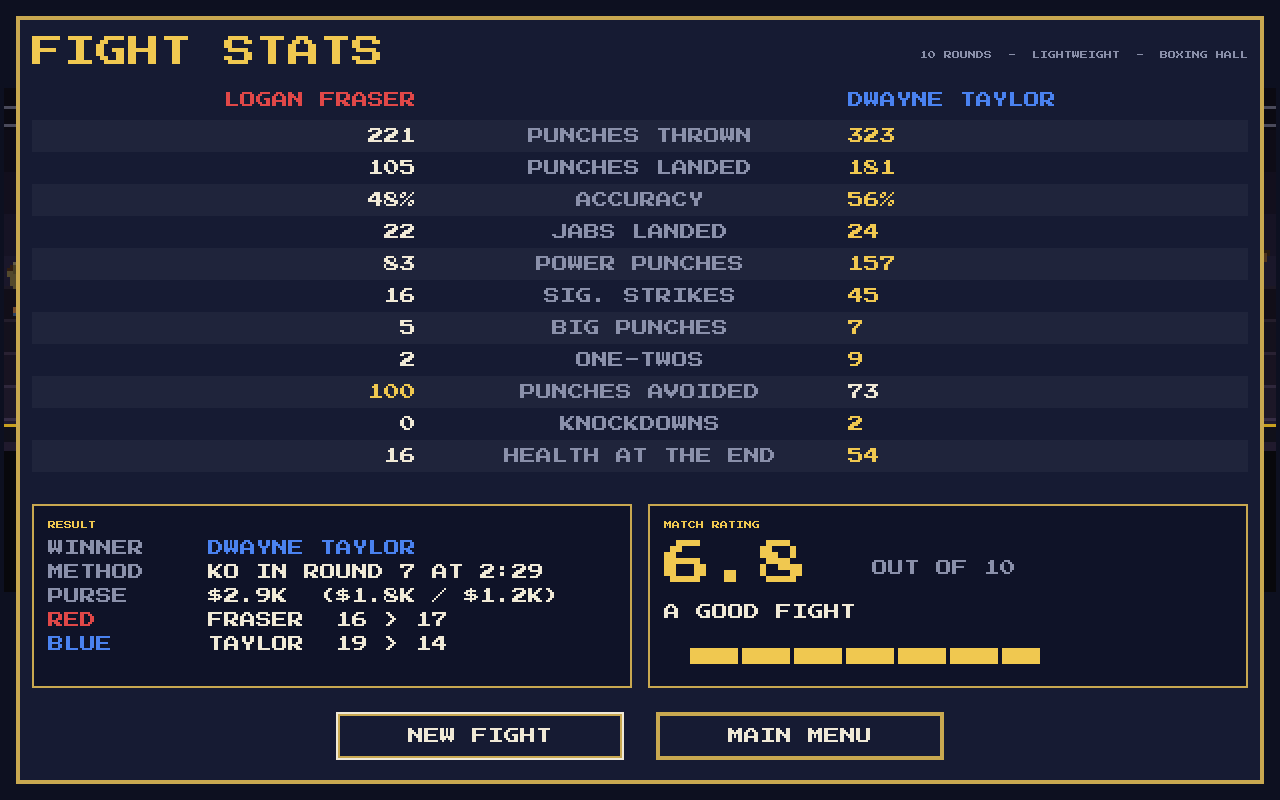 FIGHT STATS
10 ROUNDS - LIGHTWEIGHT - BOXING HALL
LOGAN FRASER DWAYNE TAYLOR
221 PUNCHES THROWN 323
105 PUNCHES LANDED 181
48% ACCURACY 56%
22 JABS LANDED 24
83 POWER PUNCHES 157
16 SIG. STRIKES 45
5 BIG PUNCHES 7
2 ONE-TWOS 9
100 PUNCHES AVOIDED 73
0 KNOCKDOWNS 2
16 HEALTH AT THE END 54
RESULT
WINNER DWAYNE TAYLOR
METHOD KO IN ROUND 7 AT 2:29
PURSE $2.9K ($1.8K / $1.2K)
RED FRASER 16 > 17
BLUE TAYLOR 19 > 14
MATCH RATING
6.8 OUT OF 10
A GOOD FIGHT
NEW FIGHT MAIN MENU